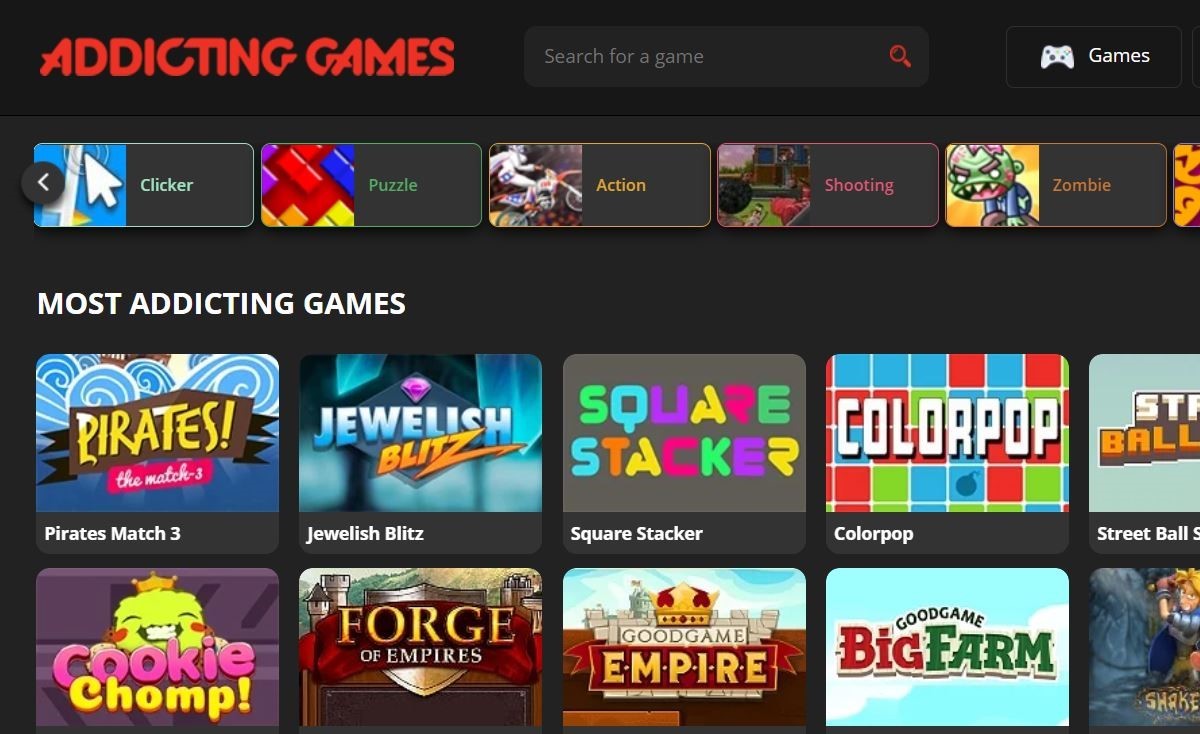 ADDICTING GAMES
Search for a game
Games
Clicker
Puzzle
Action
Shooting
Zombie
MOST ADDICTING GAMES
PIRATES!
the match-3
JEWELISH
BLITZ
SQUARE
STACKER
COLORPOP
BALL
Pirates Match 3
Jewelish Blitz
Square Stacker
Colorpop
Street Ball S
Cookie
Chomp!
FORGE
OF EMPIRES
GOODGAME
EMPIRE
GOODGAME
BIGFARM